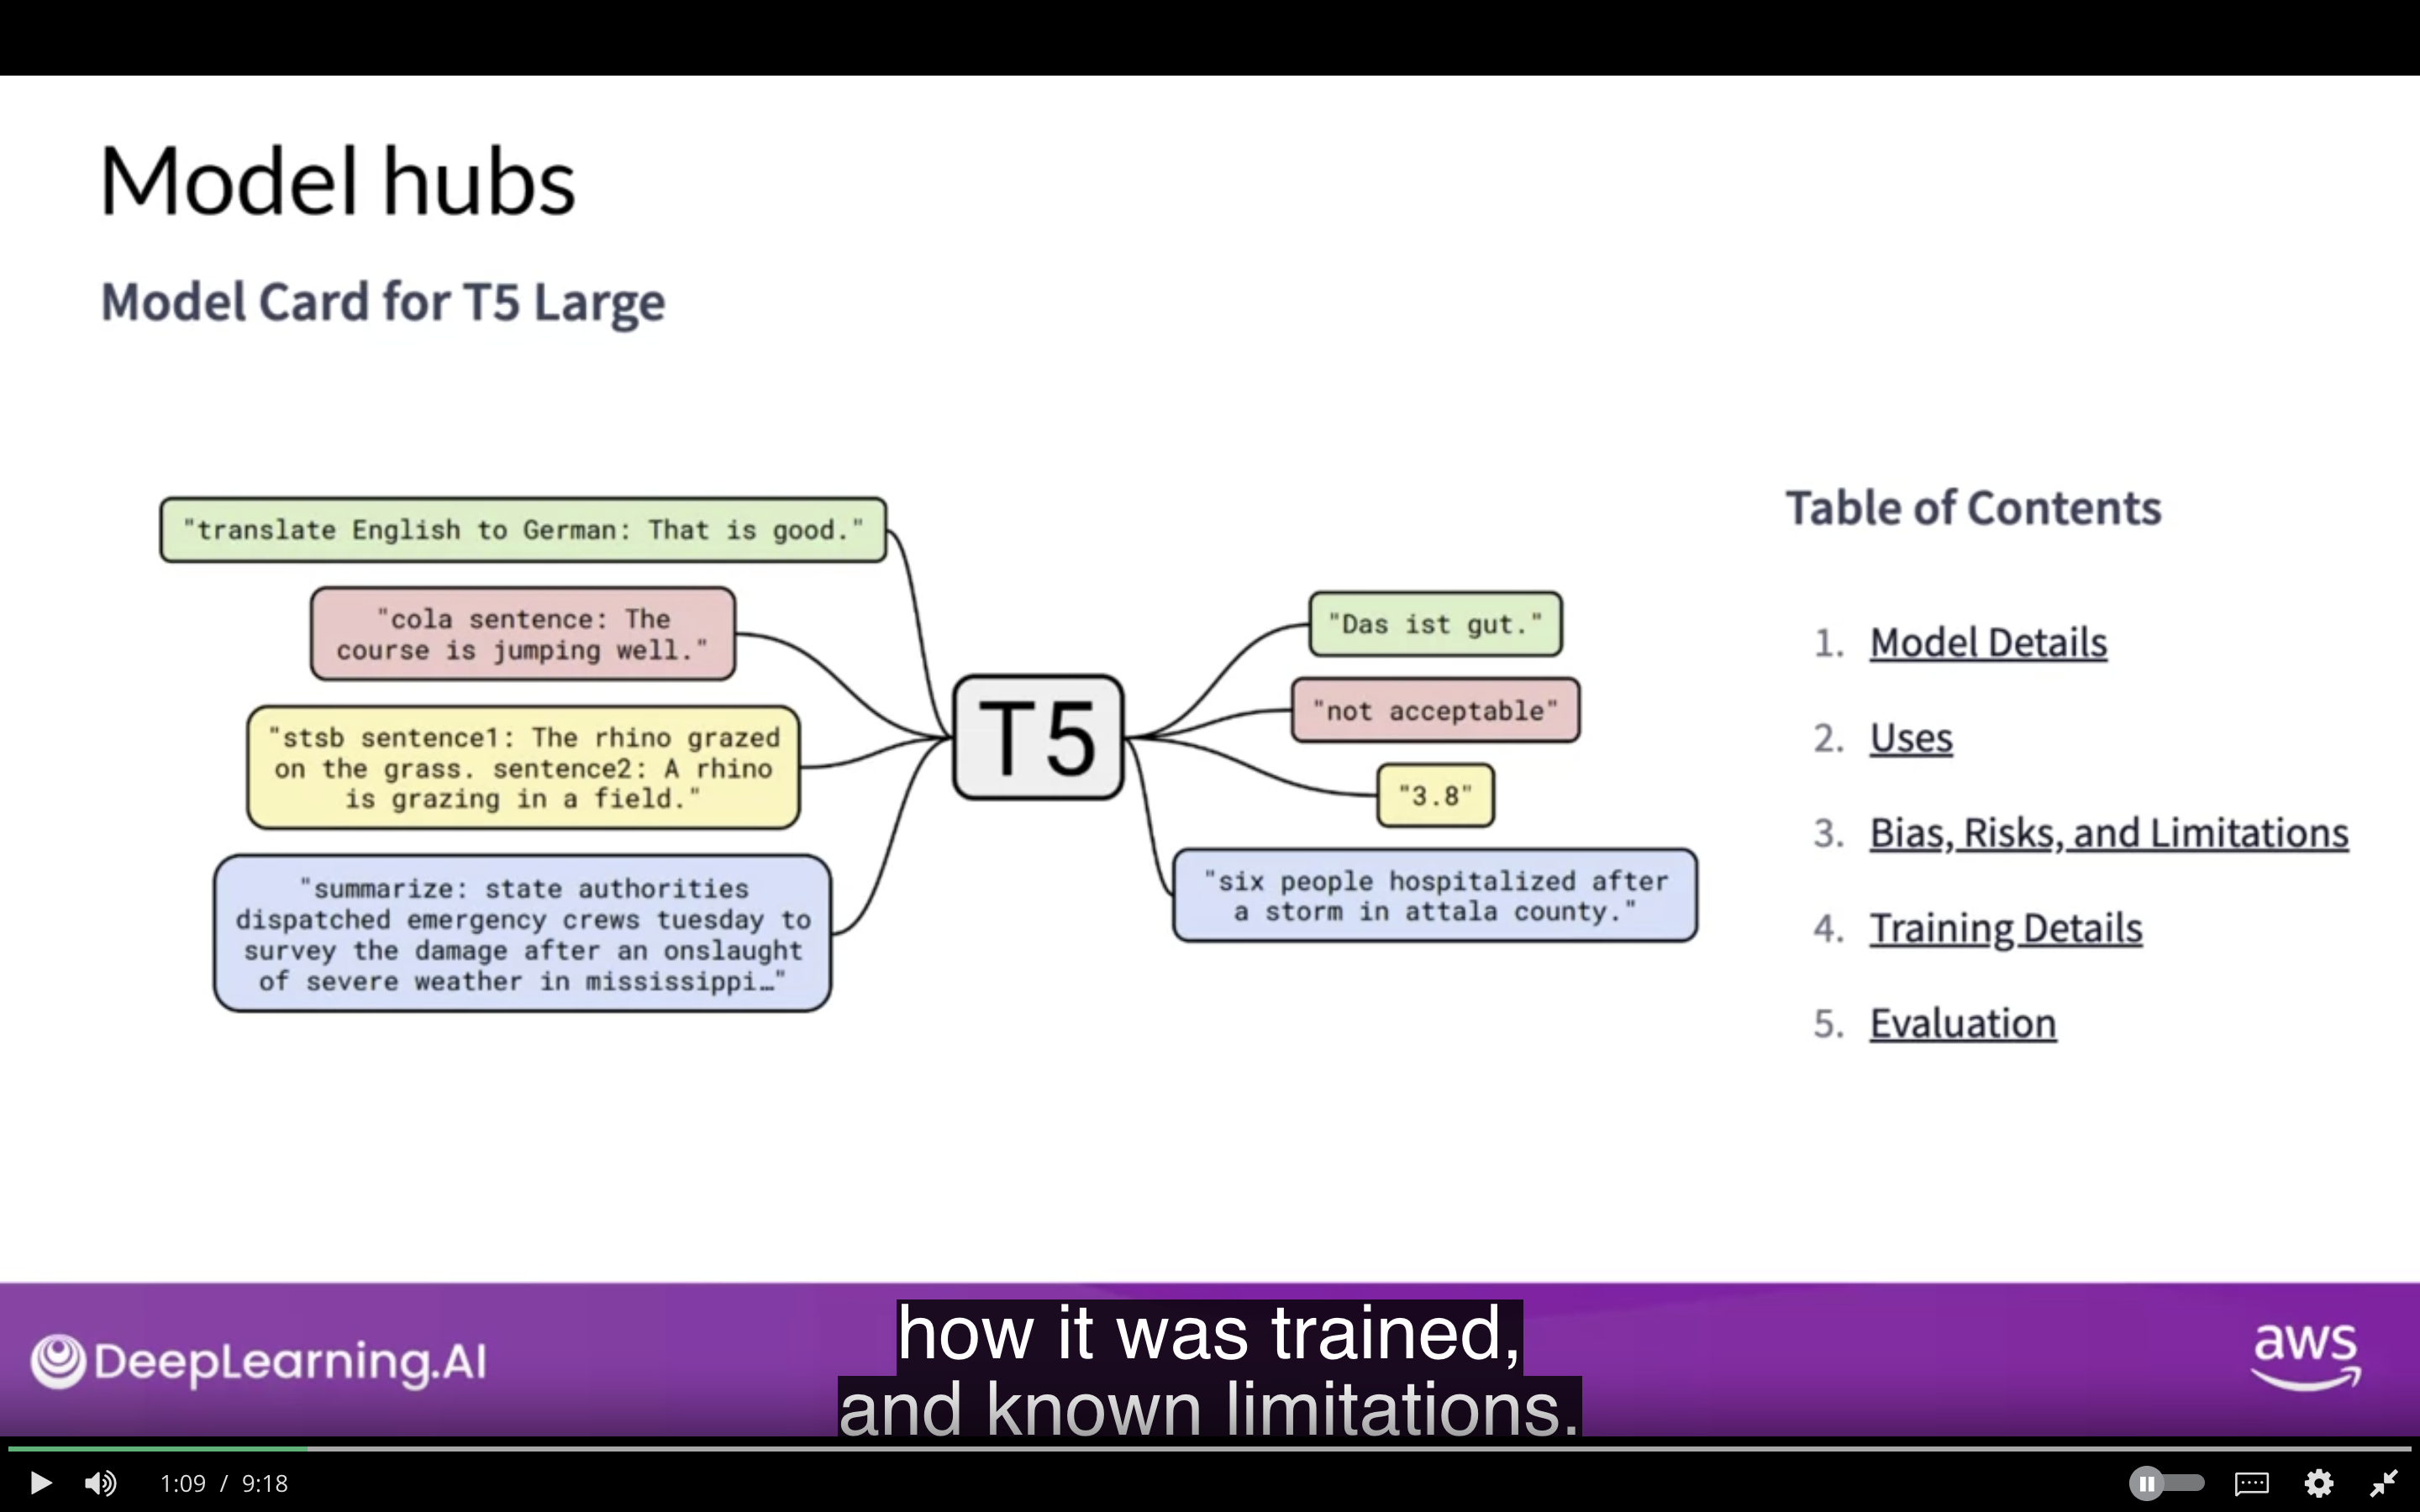 Model hubs
Model Card for T5 Large
"translate English to German: That is good."
"cola sentence: The
course is jumping well."
"stsb sentence1: The rhino grazed
on the grass. sentence2: A rhino
is grazing in a field."
"summarize: state authorities
dispatched emergency crews tuesday to
survey the damage after an onslaught
of severe weather in mississippi…"
T5
"Das ist gut."
"not acceptable"
"3.8"
"six people hospitalized after
a storm in attala county."
Table of Contents
1. Model Details
2. Uses
3. Bias, Risks, and Limitations
4. Training Details
5. Evaluation
DeepLearning.AI
how it was trained,
and known limitations.
aws
1:09 / 9:18